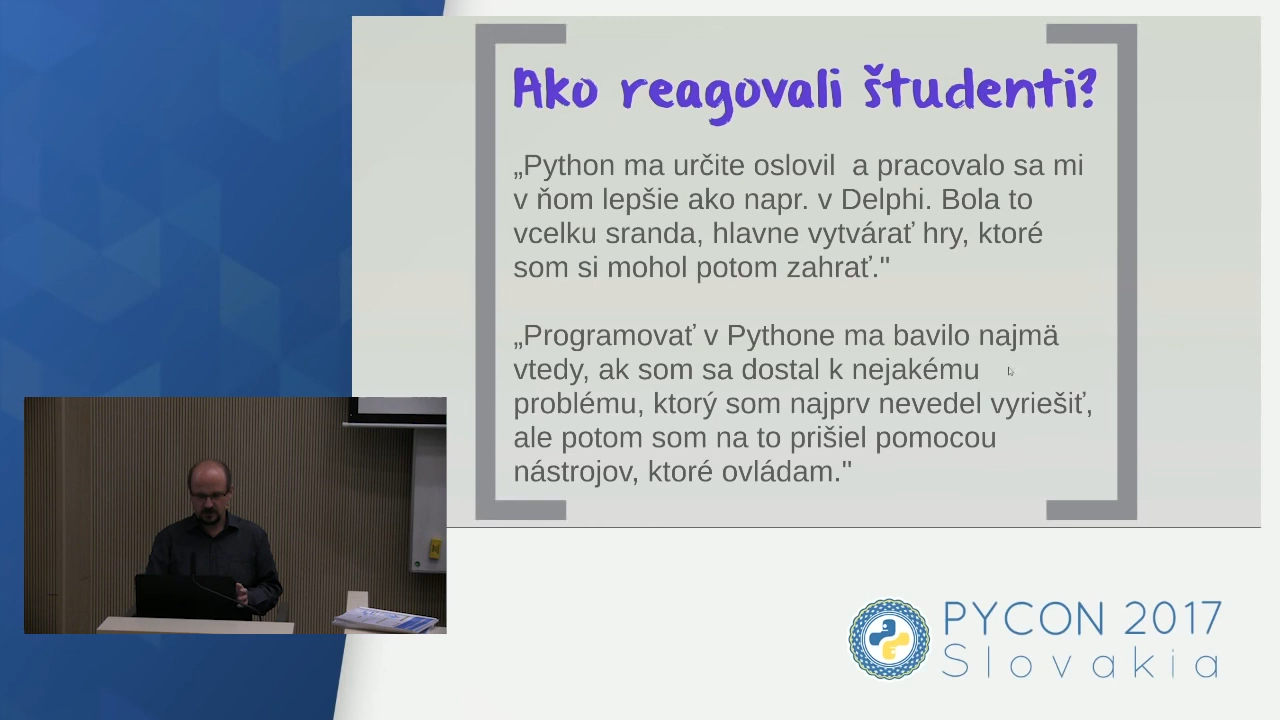 Ako reagovali študenti?
„Python ma určite oslovil  a pracovalo sa mi
v ňom lepšie ako napr. v Delphi. Bola to
vcelku sranda, hlavne vytvárať hry, ktoré
som si mohol potom zahrať."
„Programovať v Pythone ma bavilo najmä
vtedy, ak som sa dostal k nejakému
problému, ktorý som najprv nevedel vyriešiť,
ale potom som na to prišiel pomocou
nástrojov, ktoré ovládam."
PYCON 2017
Slovakia